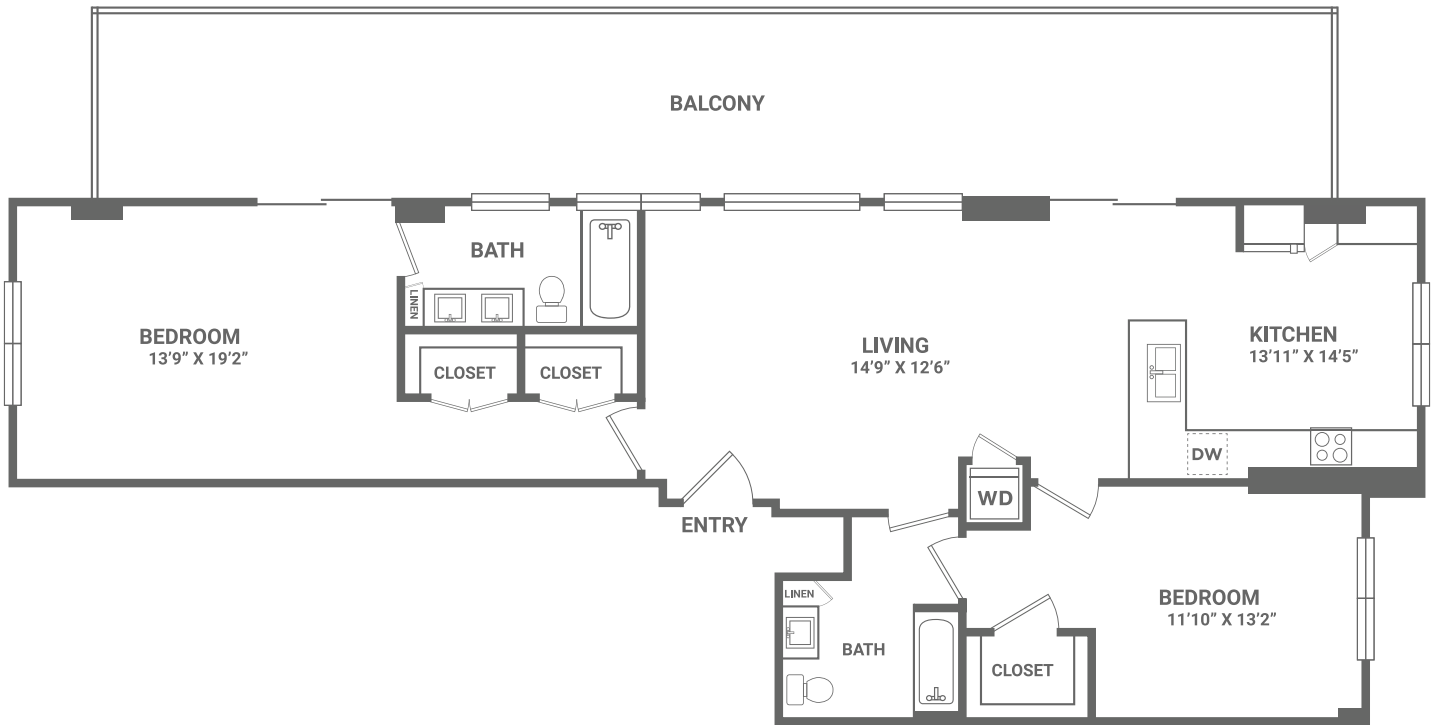 BALCONY
BATH
LINEN
BEDROOM
13’9” X 19’2”
CLOSET
CLOSET
LIVING
14’9” X 12’6”
KITCHEN
13’11” X 14’5”
DW
WD
ENTRY
LINEN
BATH
BEDROOM
11’10” X 13’2”
CLOSET